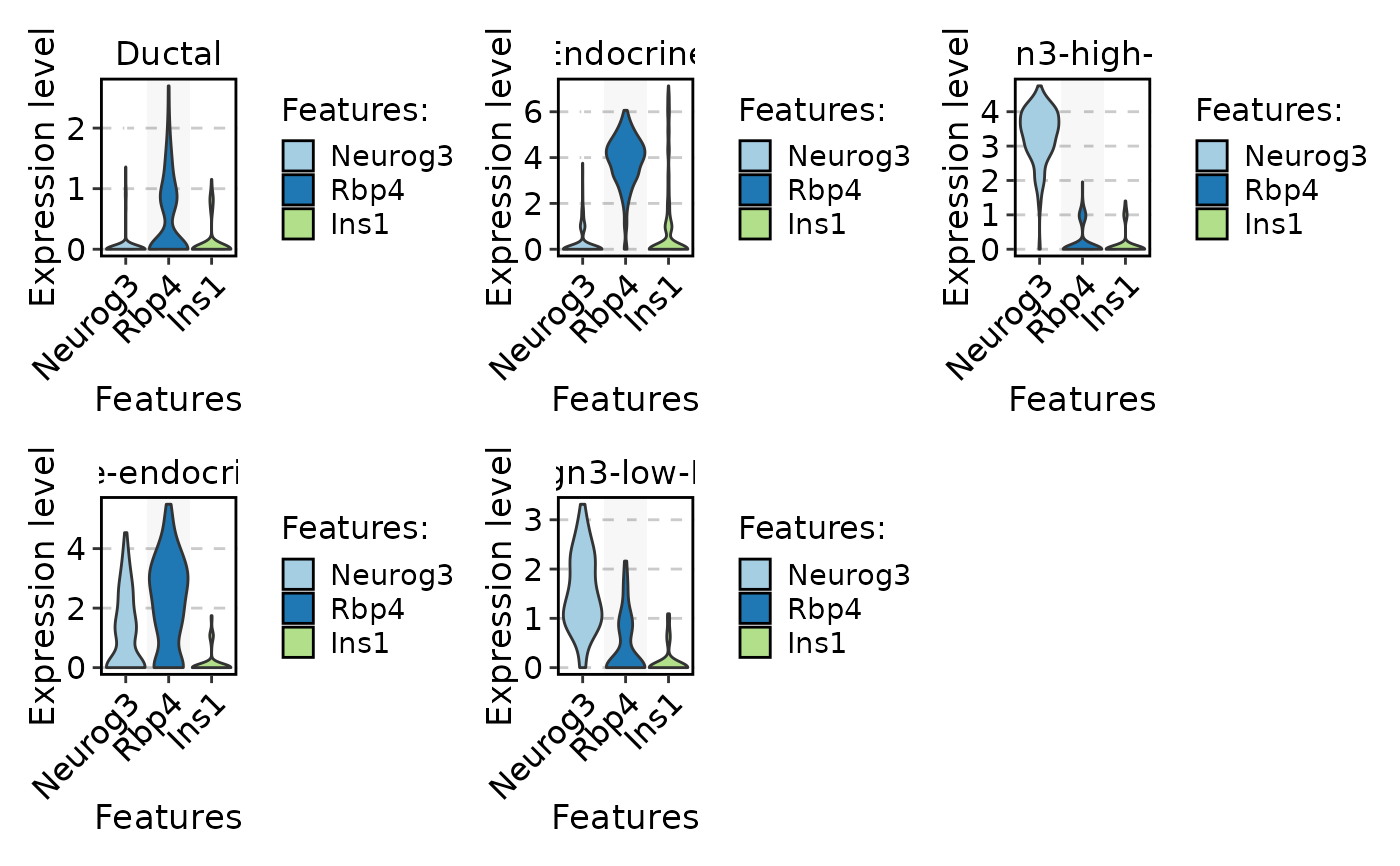 Ductal
Expression level
2
1
0
Neurog3
Rbp4
Ins1
Features
Features:
Neurog3
Rbp4
Ins1
Endocrine
Expression level
6
4
2
0
Neurog3
Rbp4
Ins1
Features
Features:
Neurog3
Rbp4
Ins1
n3-high-
Expression level
4
3
2
1
0
Neurog3
Rbp4
Ins1
Features
Features:
Neurog3
Rbp4
Ins1
e-endocri
Expression level
4
2
0
Neurog3
Rbp4
Ins1
Features
Features:
Neurog3
Rbp4
Ins1
gn3-low-
Expression level
3
2
1
0
Neurog3
Rbp4
Ins1
Features
Features:
Neurog3
Rbp4
Ins1